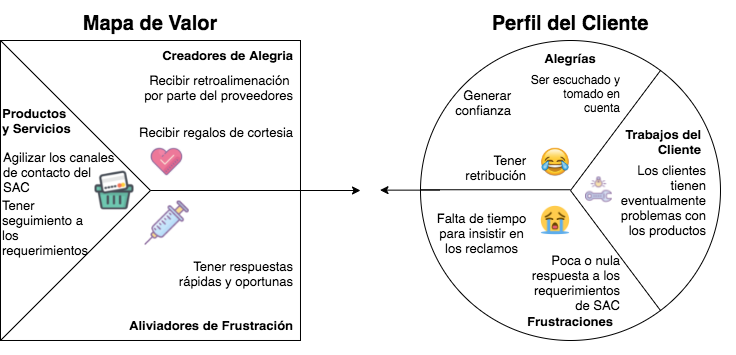 Mapa de Valor
Creadores de Alegria
Recibir retroalimenación
por parte del proveedores
Recibir regalos de cortesia
Productos
y Servicios
Agilizar los canales
de contacto del
SAC
Tener
seguimiento a
los
requerimientos
Tener respuestas
rápidas y oportunas
Aliviadores de Frustración
Perfil del Cliente
Alegrías
Ser escuchado y
tomado en
cuenta
Generar
confianza
Tener
retribución
Trabajos del
Cliente
Los clientes
tienen
eventualmente
problemas con
los productos
Falta de tiempo
para insistir en
los reclamos
Poca o nula
respuesta a los
requerimientos
de SAC
Frustraciones